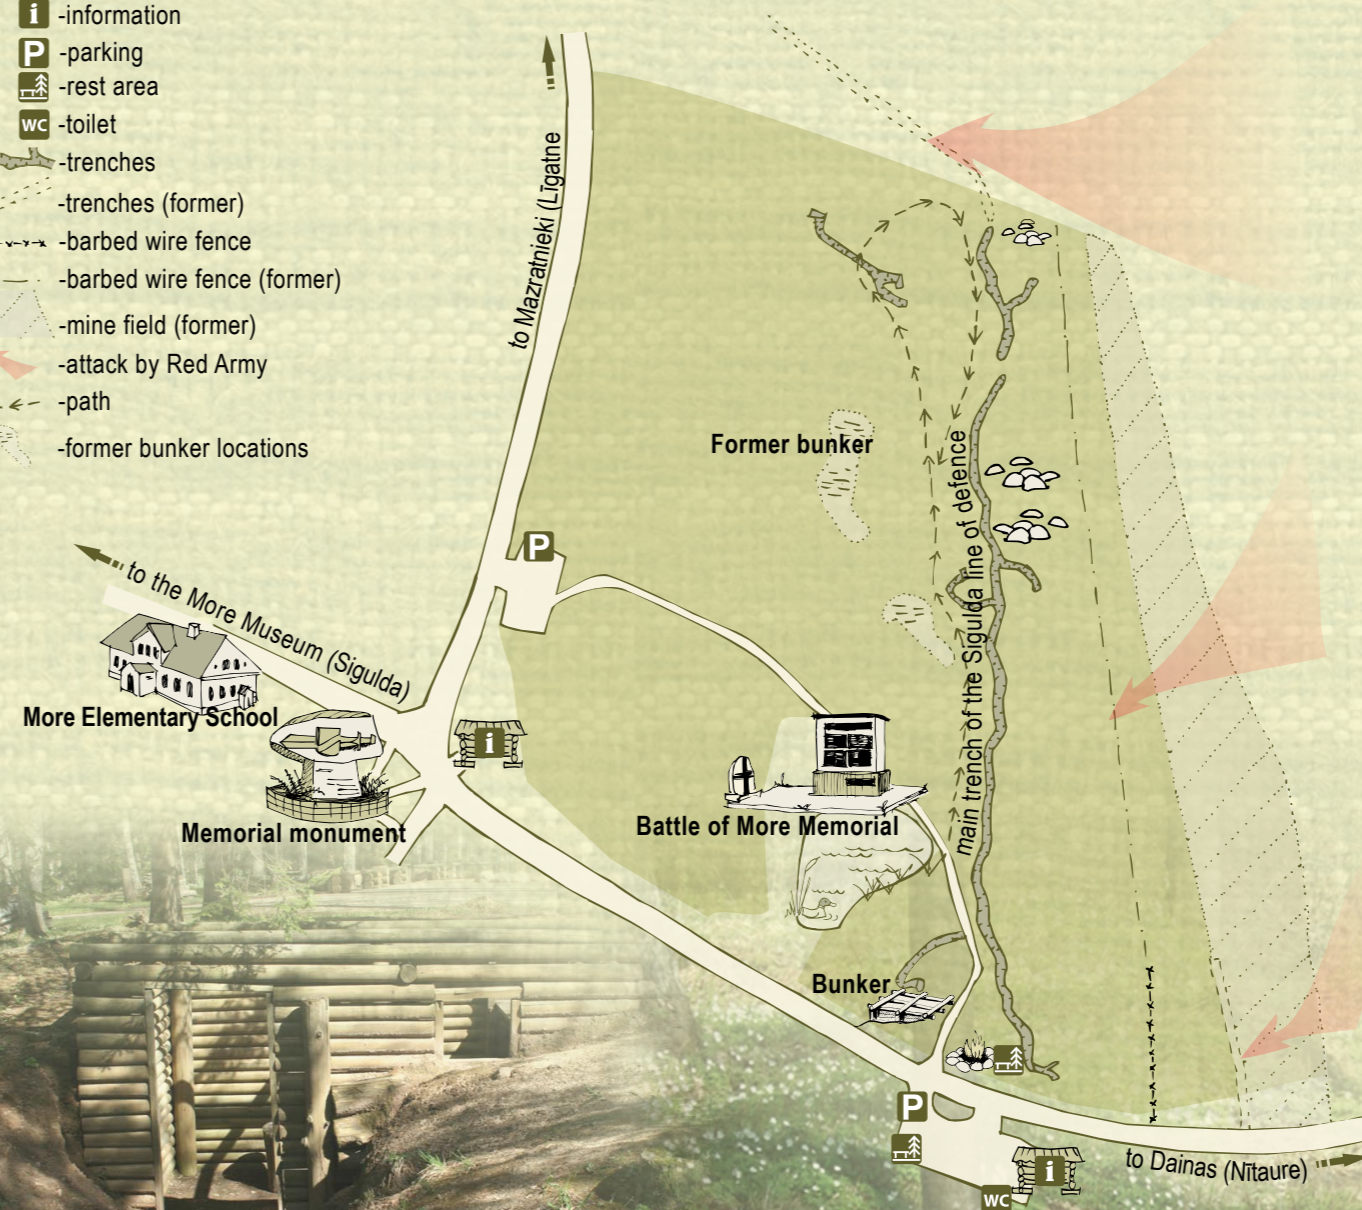 i -information
P -parking
-rest area
WC -toilet
-trenches
-trenches (former)
-barbed wire fence
-barbed wire fence (former)
-mine field (former)
-attack by Red Army
-path
-former bunker locations
to Mazratnieki (Līgatne
Former bunker
main trench of the Sigulda line of defence
P
to the More Museum (Sigulda)
More Elementary School
i
Memorial monument
Battle of More Memorial
Bunker
P
i
WC
to Dainas (Nītaure)